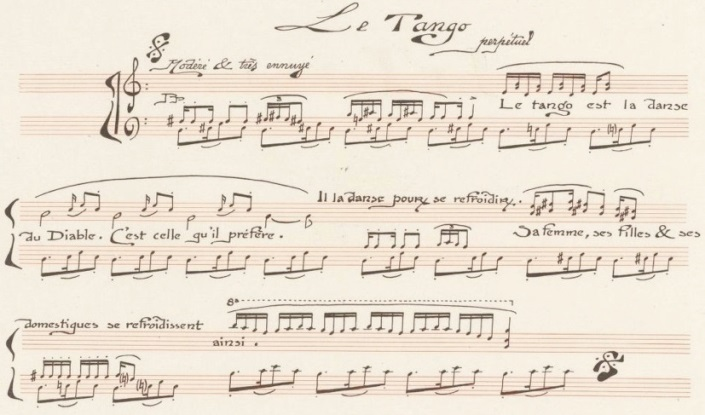 Le Tango
perpétuel
Modéré & très ennuyé
Le tango est la danse
Il la danse pour se refroidir.
du Diable. C'est celle qu'il préfère.
Sa femme, ses filles & ses
8ª
domestiques se refroidissent
ainsi.